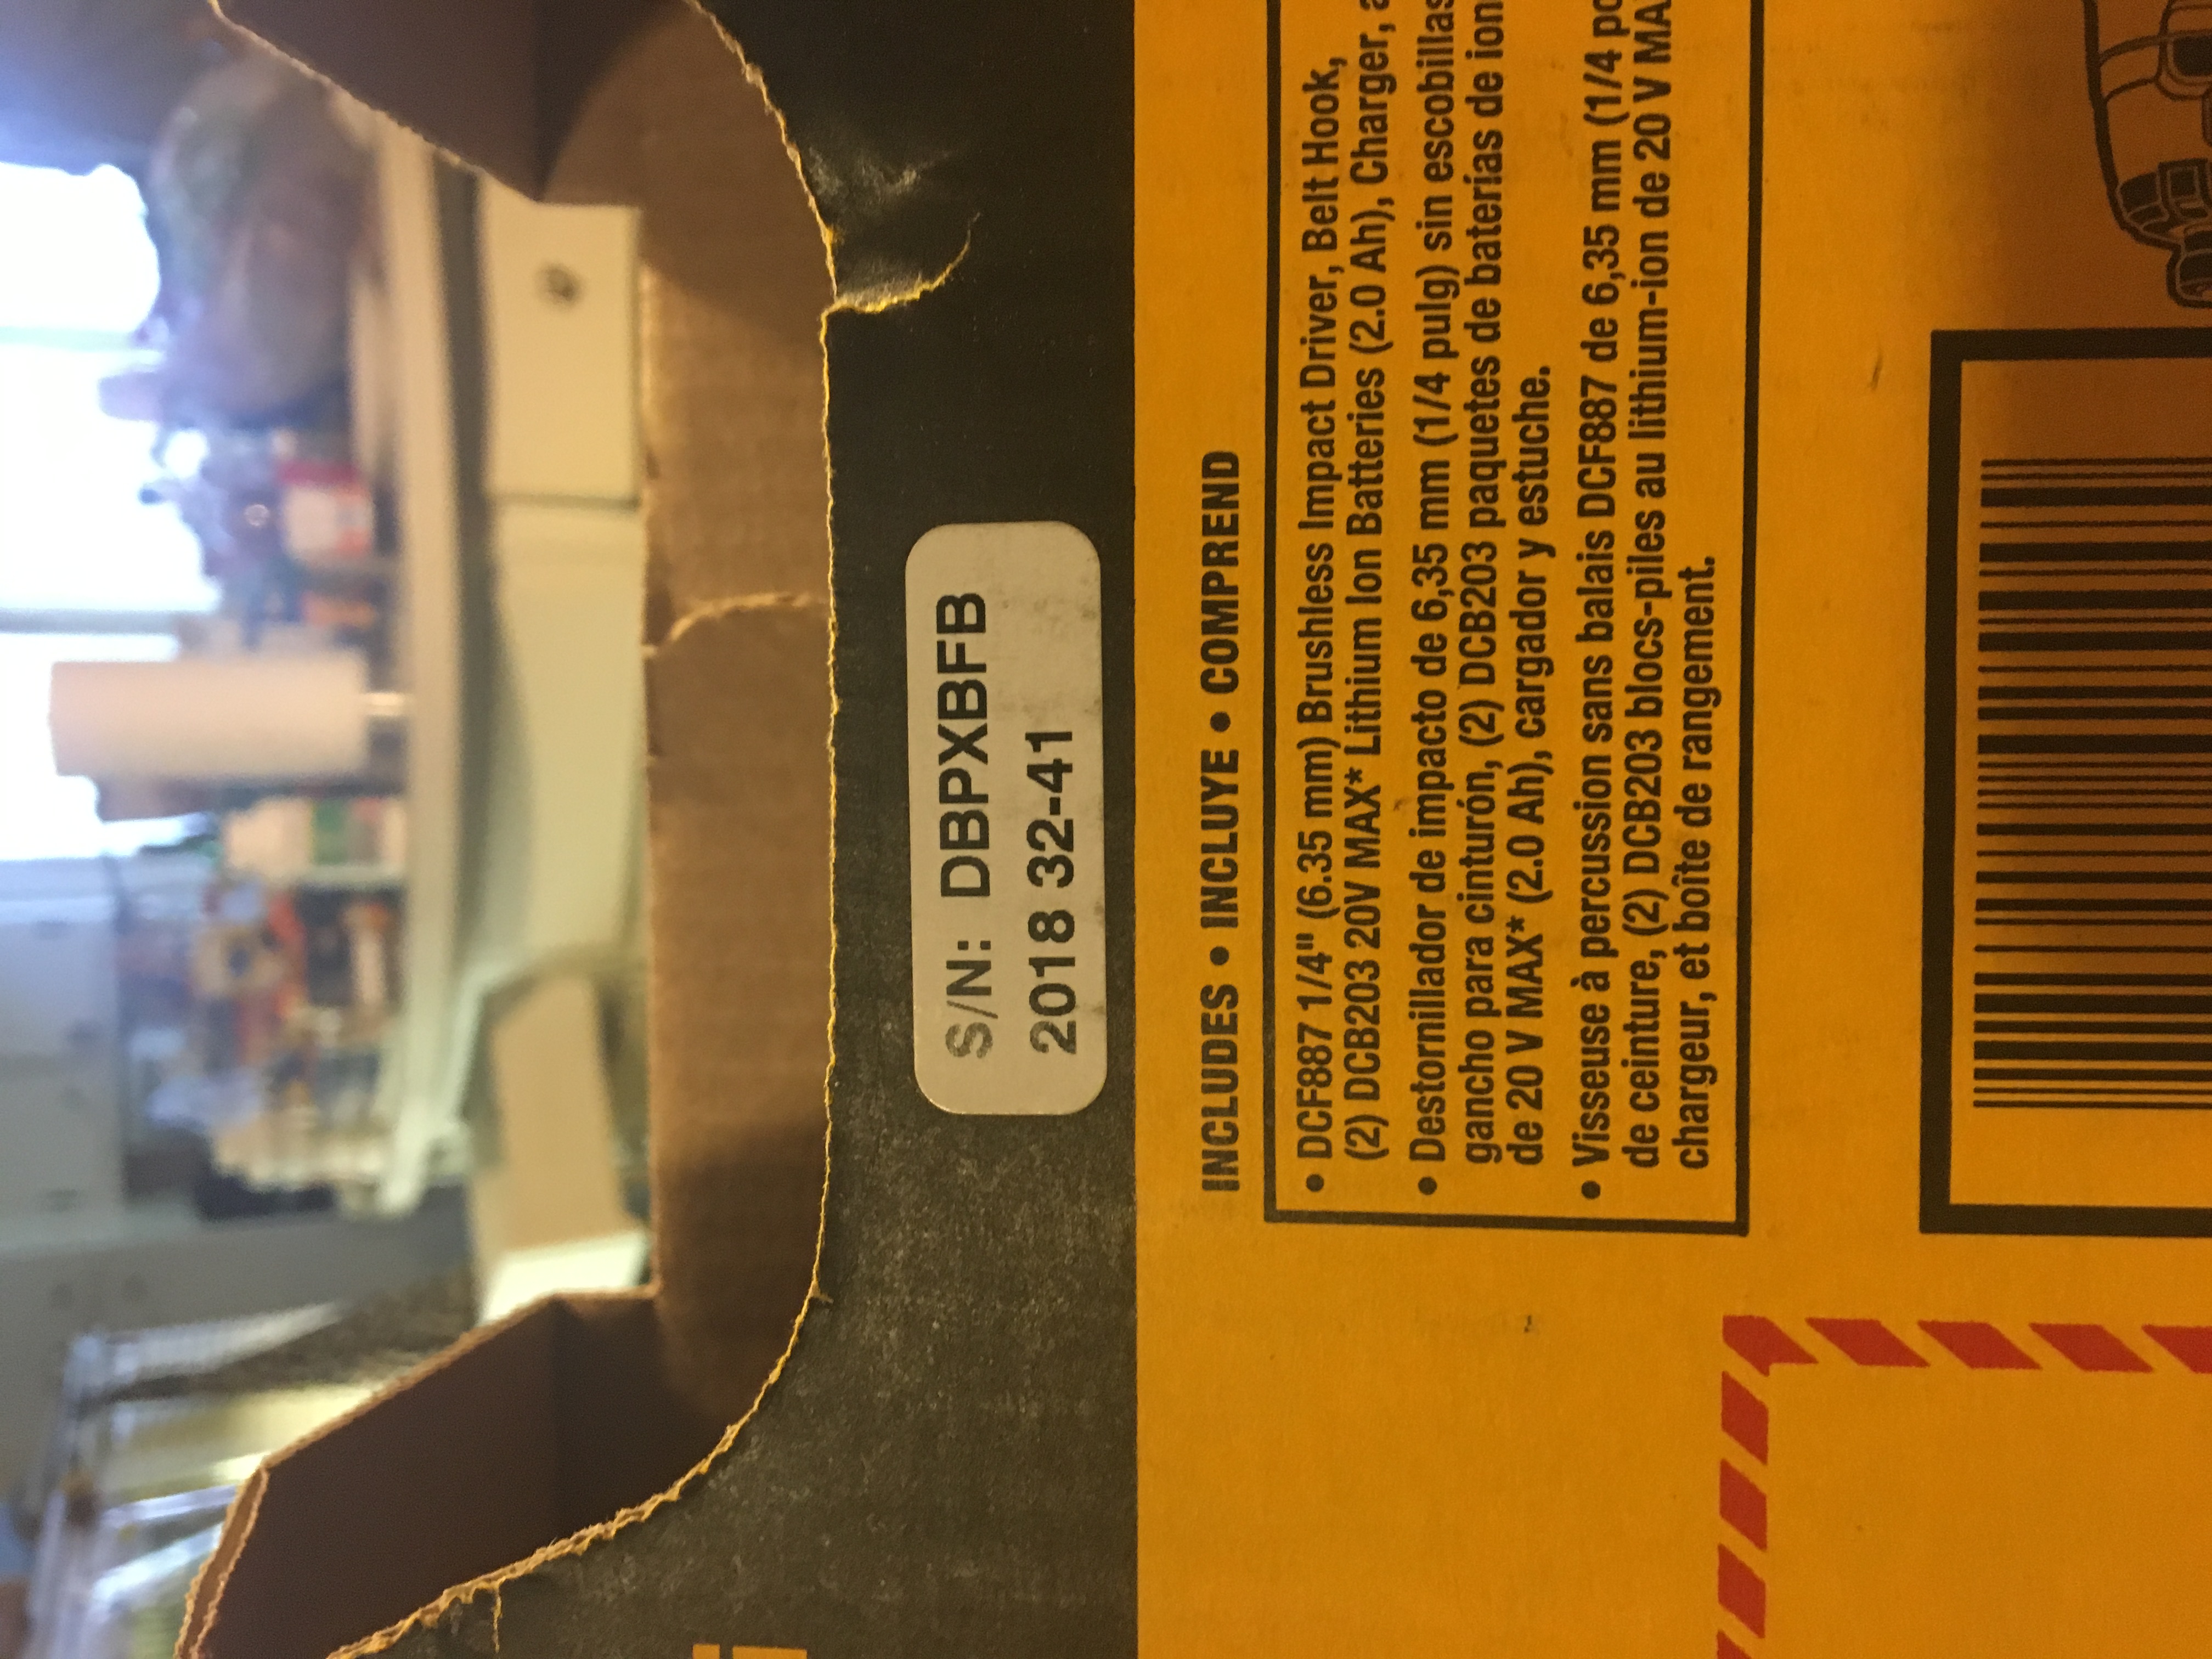 S/N: DBPXBFB
2018 32-41
INCLUDES • INCLUYE • COMPREND
• DCF887 1/4" (6.35 mm) Brushless Impact Driver, Belt Hook,
(2) DCB203 20V MAX* Lithium Ion Batteries (2.0 Ah), Charger,
• Destornillador de impacto de 6,35 mm (1/4 pulg) sin escobillas
gancho para cinturón, (2) DCB203 paquetes de baterías de ion
de 20 V MAX* (2.0 Ah), cargador y estuche.
• Visseuse à percussion sans balais DCF887 de 6,35 mm (1/4 po
de ceinture, (2) DCB203 blocs-piles au lithium-ion de 20 V MA
chargeur, et boîte de rangement.